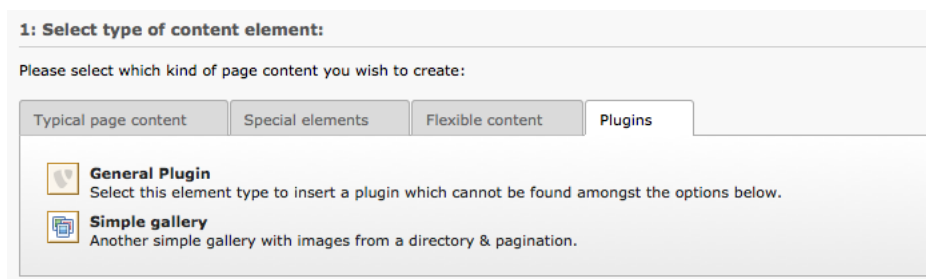 1: Select type of content element:
Please select which kind of page content you wish to create:
Typical page content Special elements Flexible content Plugins
General Plugin
Select this element type to insert a plugin which cannot be found amongst the options below.
Simple gallery
Another simple gallery with images from a directory & pagination.